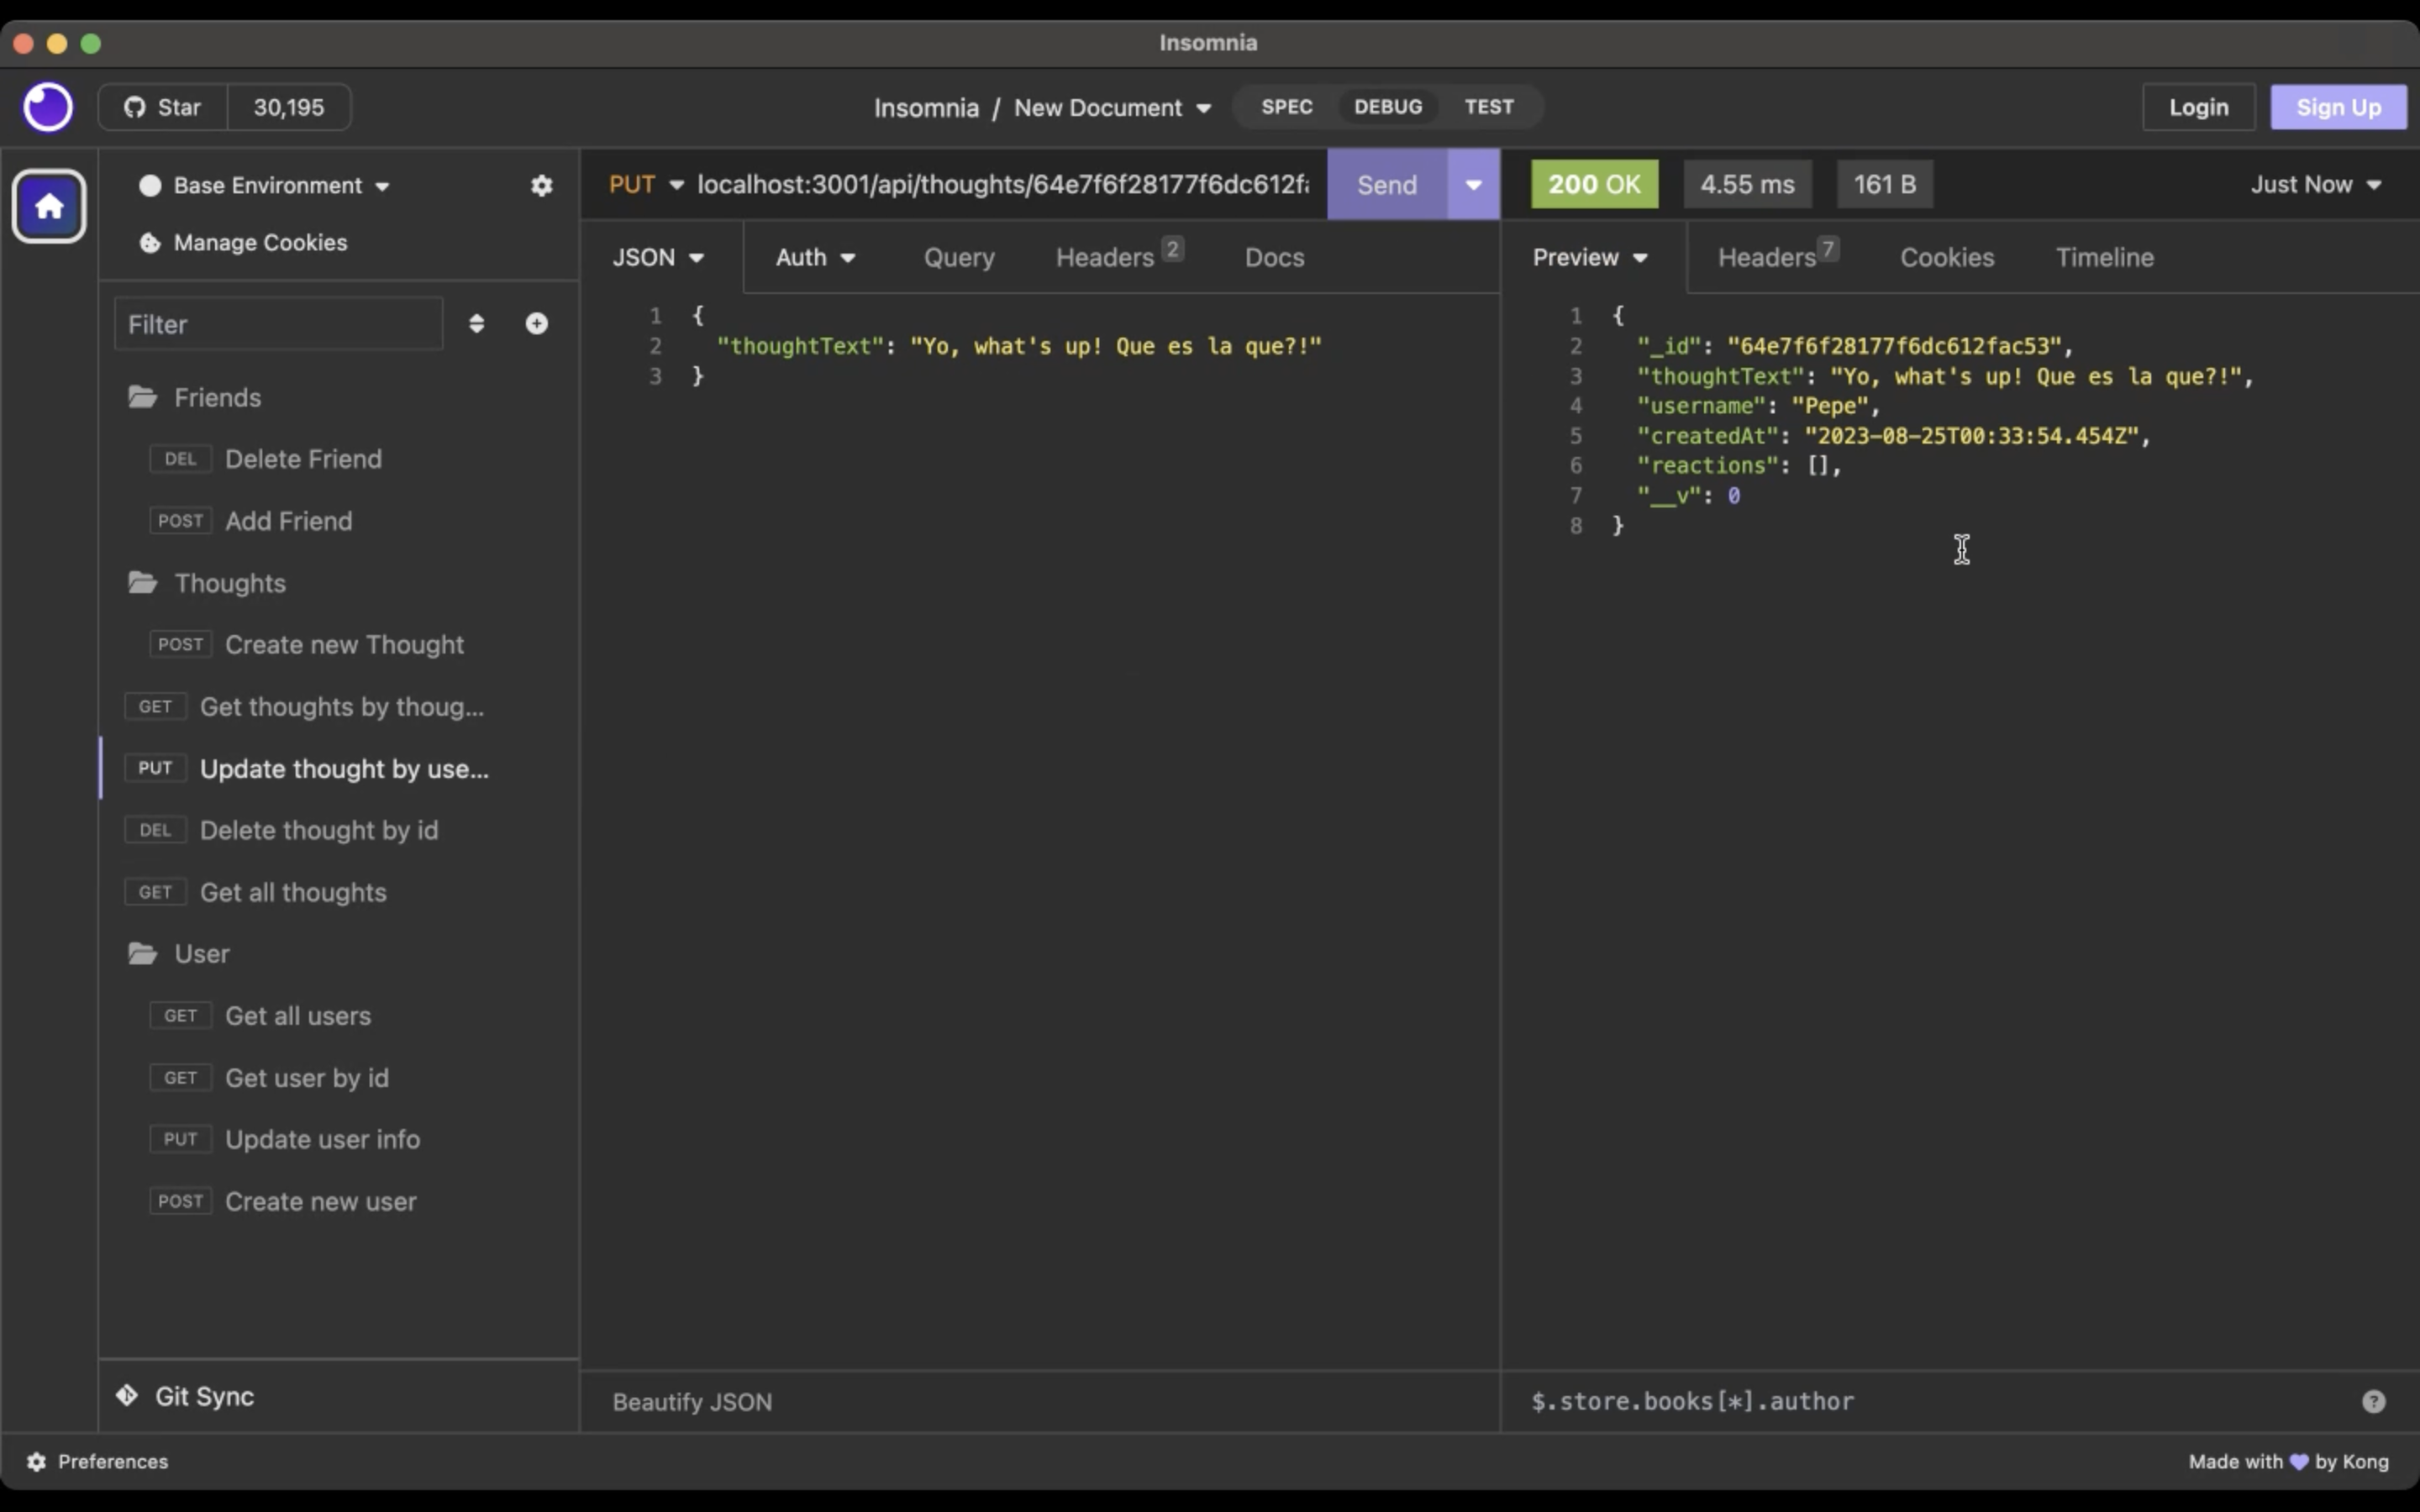 Insomnia
Star 30,195
Insomnia / New Document
SPEC DEBUG TEST
Login Sign Up
Base Environment
Manage Cookies
Filter
Friends
DEL Delete Friend
POST Add Friend
Thoughts
POST Create new Thought
GET Get thoughts by thoug...
PUT Update thought by use...
DEL Delete thought by id
GET Get all thoughts
User
GET Get all users
GET Get user by id
PUT Update user info
POST Create new user
Git Sync
PUT localhost:3001/api/thoughts/64e7f6f28177f6dc612fa
Send
JSON Auth Query Headers 2 Docs
1 {
2 "thoughtText": "Yo, what's up! Que es la que?!"
3 }
Beautify JSON
200 OK 4.55 ms 161 B Just Now
Preview Headers 7 Cookies Timeline
1 {
2 "_id": "64e7f6f28177f6dc612fac53",
3 "thoughtText": "Yo, what's up! Que es la que?!",
4 "username": "Pepe",
5 "createdAt": "2023-08-25T00:33:54.454Z",
6 "reactions": [],
7 "__v": 0
8 }
$.store.books[*].author ?
Preferences
Made with 💜 by Kong